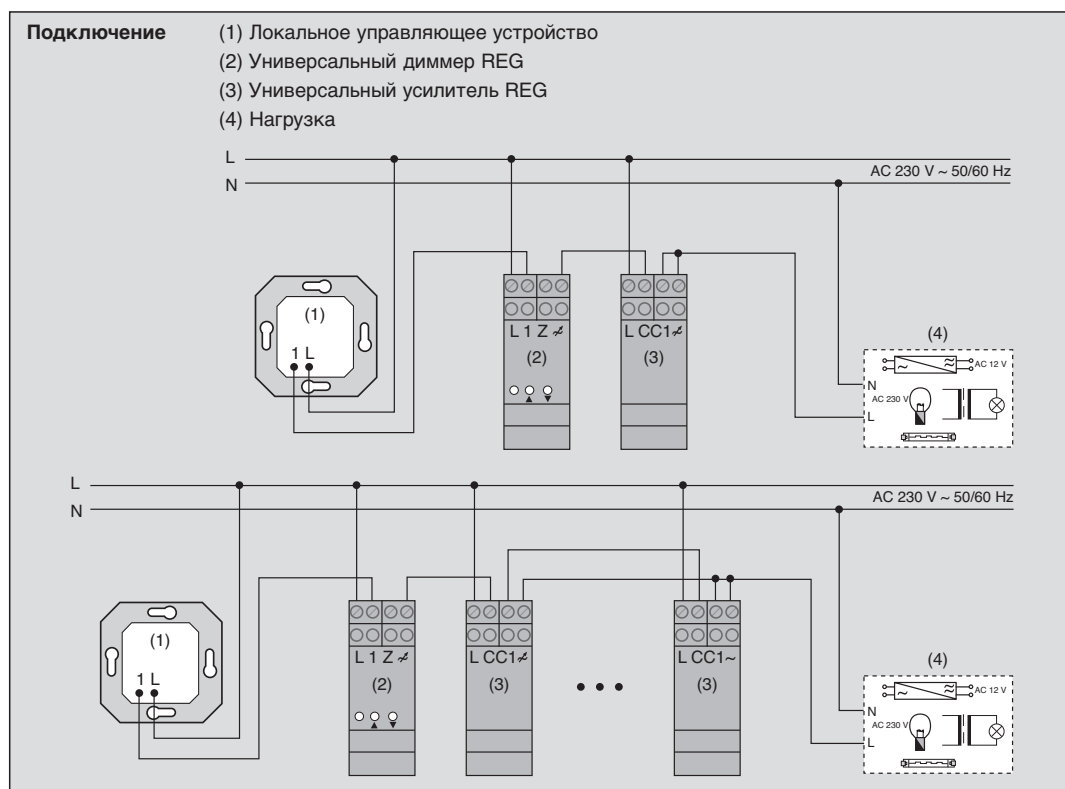 Подключение
(1) Локальное управляющее устройство
(2) Универсальный диммер REG
(3) Универсальный усилитель REG
(4) Нагрузка
L
N
AC 230 V ~ 50/60 Hz
(1)
1 L
L 1 Z
(2)
L CC1
(3)
(4)
AC 12 V
N
AC 230 V
L
L
N
AC 230 V ~ 50/60 Hz
(1)
1 L
L 1 Z
(2)
L CC1
(3)
L CC1~
(3)
(4)
AC 12 V
N
AC 230 V
L